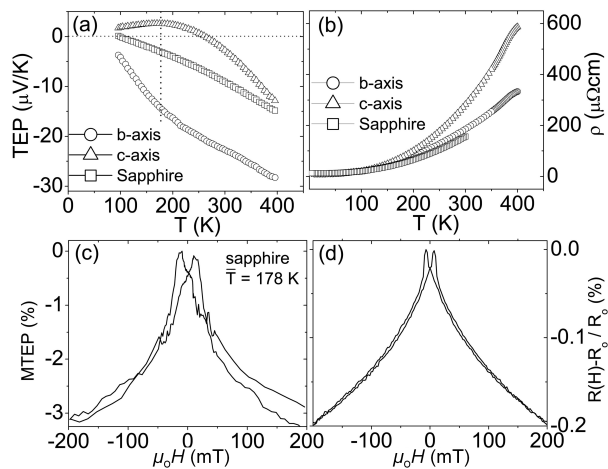 (a)
0
-10
-20
-30
TEP (μV/K)
b-axis
c-axis
Sapphire
0 100 200 300 400 500
T (K)
(b)
600
400
200
0
ρ (μΩcm)
b-axis
c-axis
Sapphire
0 100 200 300 400
T (K)
(c)
sapphire
T̅ = 178 K
0
-1
-2
-3
MTEP (%)
-200 -100 0 100 200
μoH (mT)
(d)
0.0
-0.1
-0.2
R(H)-Ro / Ro (%)
-100 0 100 200
μoH (mT)